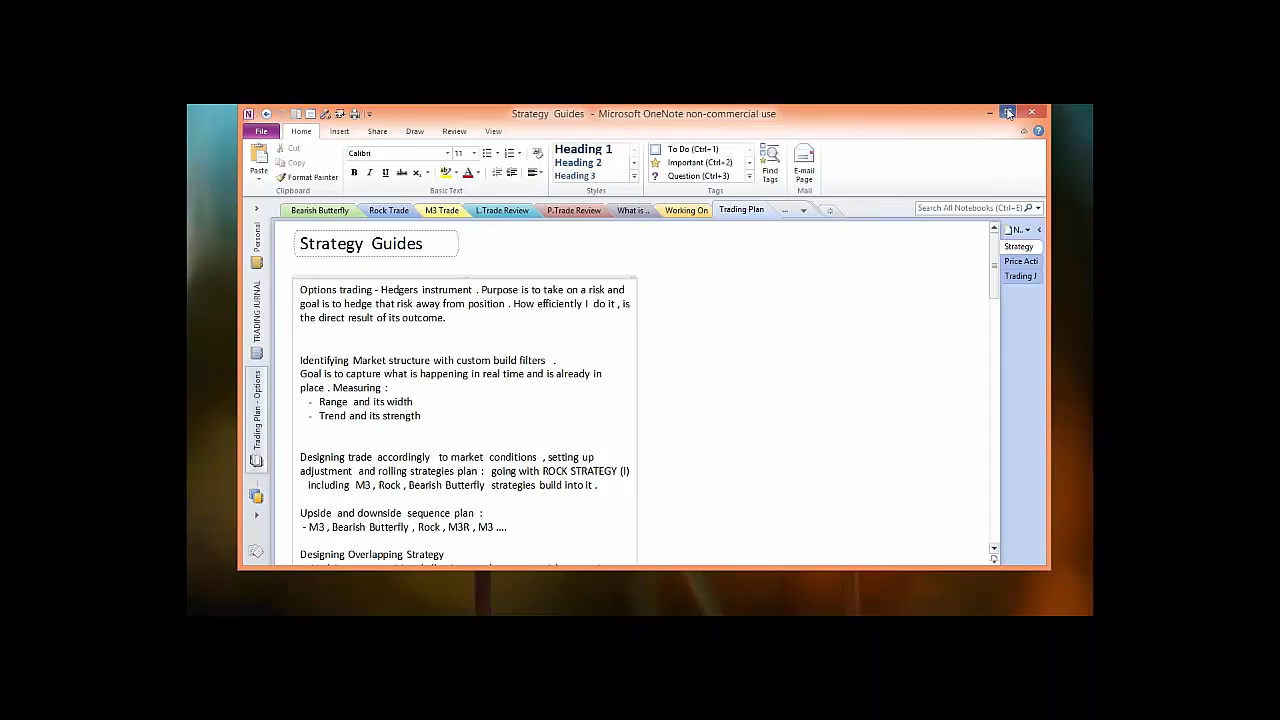 Strategy Guides - Microsoft OneNote non-commercial use
File Home Insert Share Draw Review View
Paste
Cut
Copy
Format Painter
Clipboard
Calibri 11
B I U abc
Basic Text
Heading 1
Heading 2
Heading 3
Styles
To Do (Ctrl+1)
Important (Ctrl+2)
Question (Ctrl+3)
Tags
Find Tags
E-mail Page
Mail
Bearish Butterfly Rock Trade M3 Trade L.Trade Review P.Trade Review What is .. Working On Trading Plan ...
Search All Notebooks (Ctrl+E)
Personal
TRADING JURNAL
Trading Plan - Options
N..
Strategy
Price Acti
Trading J
Strategy Guides
Options trading - Hedgers instrument . Purpose is to take on a risk and
goal is to hedge that risk away from position . How efficiently I do it , is
the direct result of its outcome.
Identifying Market structure with custom build filters .
Goal is to capture what is happening in real time and is already in
place . Measuring :
- Range and its width
- Trend and its strength
Designing trade accordingly to market conditions , setting up
adjustment and rolling strategies plan : going with ROCK STRATEGY (I)
including M3 , Rock , Bearish Butterfly strategies build into it .
Upside and downside sequence plan :
- M3 , Bearish Butterfly , Rock , M3R , M3 ....
Designing Overlapping Strategy